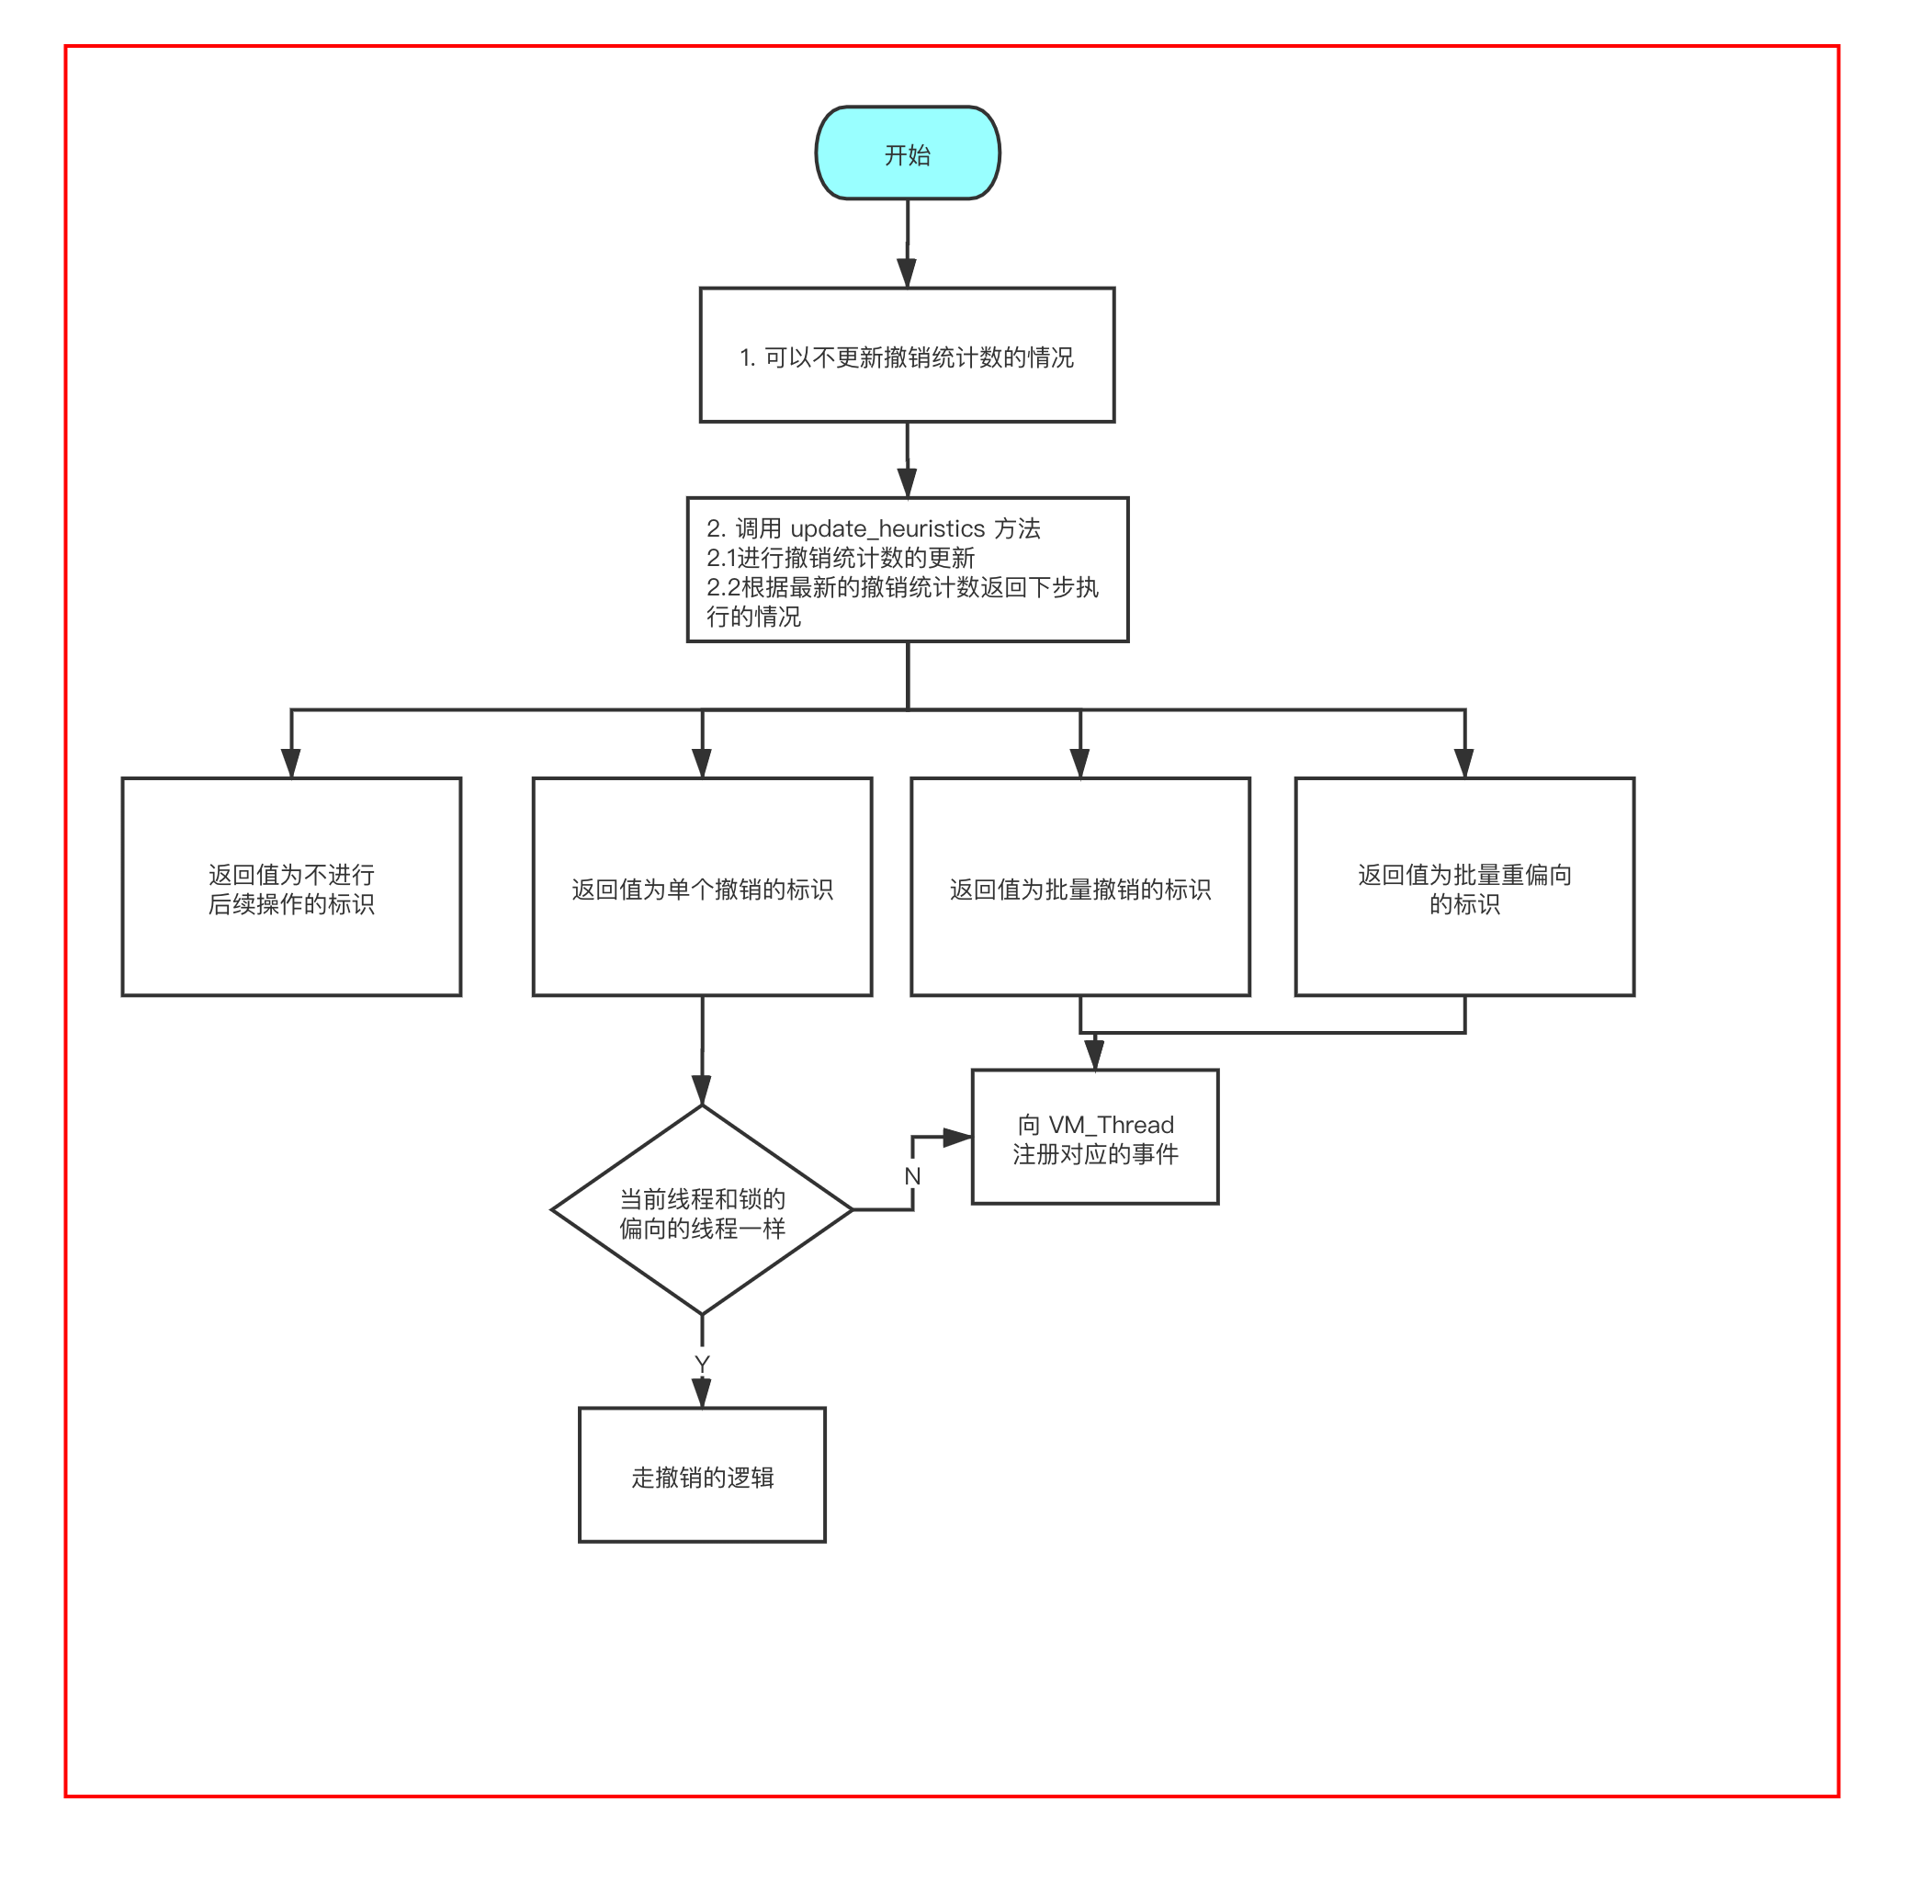 开始
1. 可以不更新撤销统计数的情况
2. 调用 update_heuristics 方法
2.1进行撤销统计数的更新
2.2根据最新的撤销统计数返回下步执
行的情况
返回值为不进行
后续操作的标识
返回值为单个撤销的标识
返回值为批量撤销的标识
返回值为批量重偏向
的标识
向 VM_Thread
注册对应的事件
N
当前线程和锁的
偏向的线程一样
Y
走撤销的逻辑